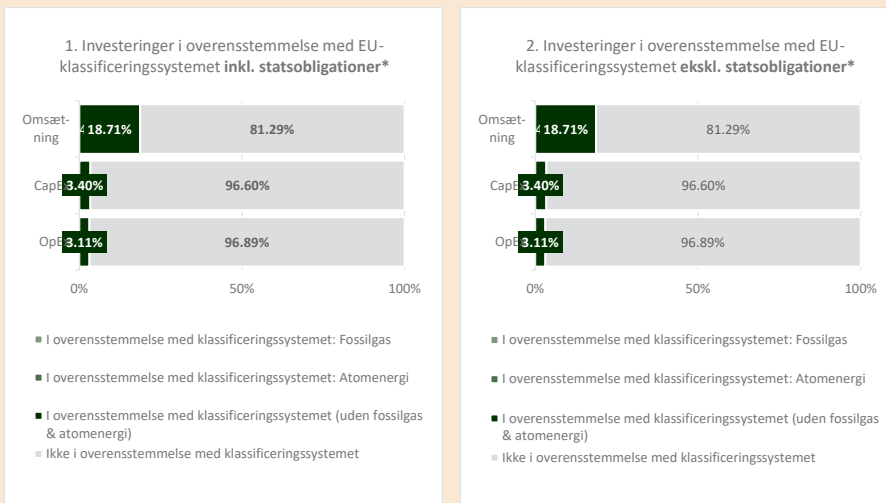 1. Investeringer i overensstemmelse med EU-
klassificeringssystemet inkl. statsobligationer*
Omsæt-
ning
18.71%
81.29%
3.40%
96.60%
3.11%
96.89%
0%
50%
100%
I overensstemmelse med klassificeringssystemet: Fossilgas
I overensstemmelse med klassificeringssystemet: Atomenergi
I overensstemmelse med klassificeringssystemet (uden fossilgas
& atomenergi)
Ikke i overensstemmelse med klassificeringssystemet
2. Investeringer i overensstemmelse med EU-
klassificeringssystemet ekskl. statsobligationer*
Omsæt-
ning
18.71%
81.29%
3.40%
96.60%
3.11%
96.89%
0%
50%
100%
I overensstemmelse med klassificeringssystemet: Fossilgas
I overensstemmelse med klassificeringssystemet: Atomenergi
I overensstemmelse med klassificeringssystemet (uden fossilgas
& atomenergi)
Ikke i overensstemmelse med klassificeringssystemet